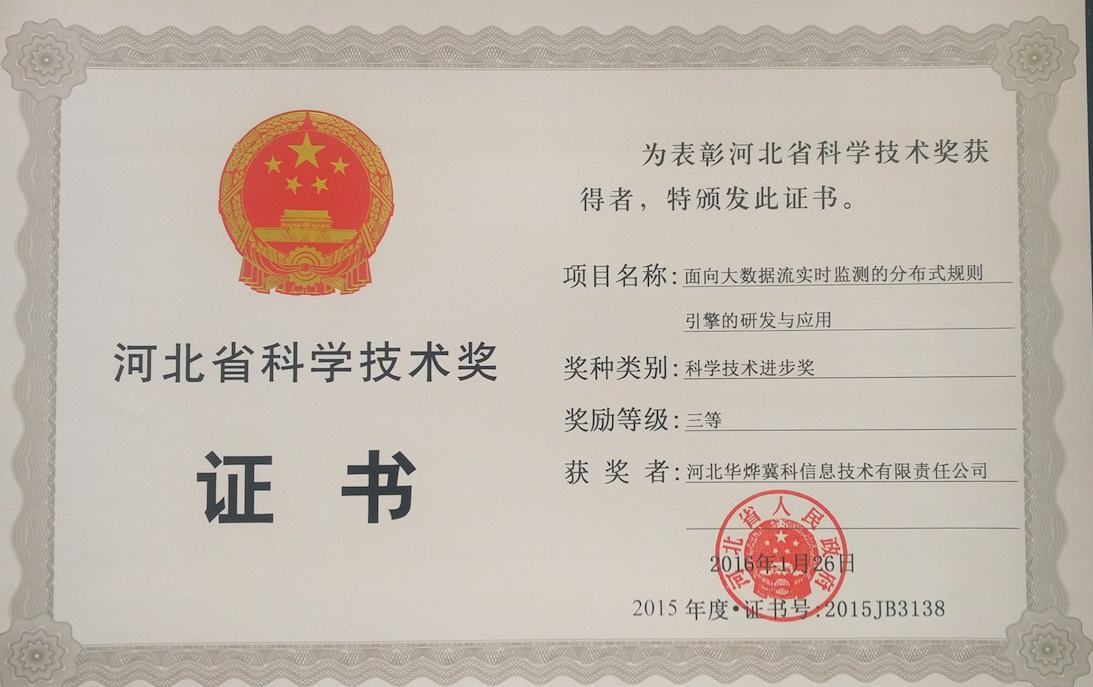 河北省科学技术奖
证书
为表彰河北省科学技术奖获
得者，特颁发此证书。
项目名称：面向大数据流实时监测的分布式规则
引擎的研发与应用
奖种类别：科学技术进步奖
奖励等级：三等
获奖者：河北华烨冀科信息技术有限责任公司
河北省人民政府
2016年1月26日
2015年度·证书号：2015JB3138